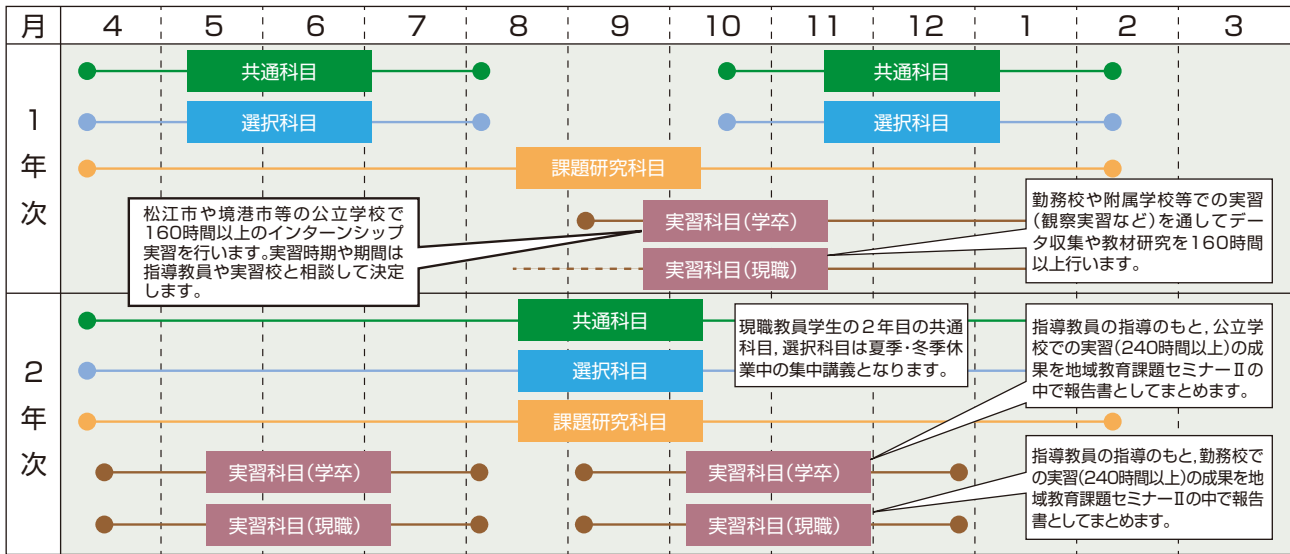 月 4 5 6 7 8 9 10 11 12 1 2 3
1年次
共通科目 共通科目
選択科目 選択科目
課題研究科目
実習科目(学卒)
実習科目(現職)
松江市や境港市等の公立学校で
160時間以上のインターンシップ
実習を行います。実習時期や期間は
指導教員や実習校と相談して決定
します。
勤務校や附属学校等での実習
(観察実習など)を通してデー
タ収集や教材研究を160時間
以上行います。
2年次
共通科目
選択科目
課題研究科目
実習科目(学卒) 実習科目(学卒)
実習科目(現職) 実習科目(現職)
現職教員学生の2年目の共通
科目,選択科目は夏季・冬季休
業中の集中講義となります。
指導教員の指導のもと,公立学
校での実習(240時間以上)の成
果を地域教育課題セミナーⅡの
中で報告書としてまとめます。
指導教員の指導のもと,勤務校で
の実習(240時間以上)の成果を地
域教育課題セミナーⅡの中で報告
書としてまとめます。